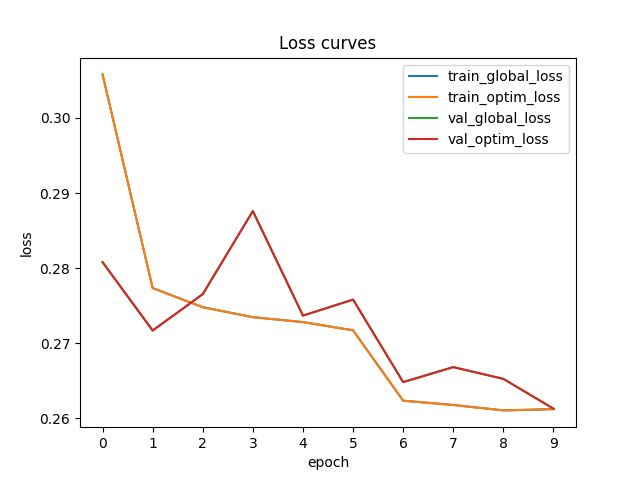 Loss curves
train_global_loss
train_optim_loss
val_global_loss
val_optim_loss
0.30
0.29
0.28
0.27
0.26
loss
0 1 2 3 4 5 6 7 8 9
epoch